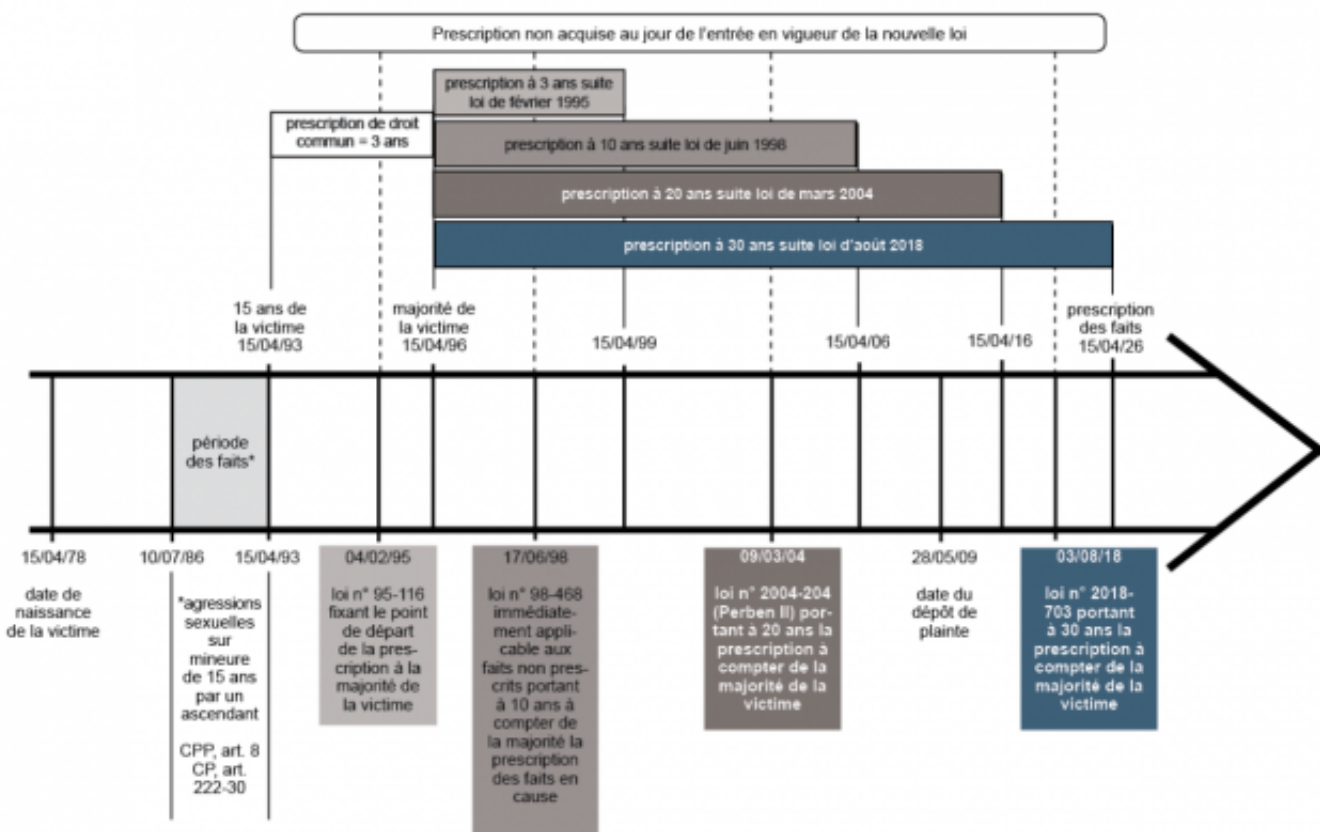 Prescription non acquise au jour de l'entrée en vigueur de la nouvelle loi
prescription à 3 ans suite
loi de février 1995
prescription de droit
commun = 3 ans
prescription à 10 ans suite loi de juin 1998
prescription à 20 ans suite loi de mars 2004
prescription à 30 ans suite loi d'août 2018
15 ans de
la victime
15/04/93
majorité de
la victime
15/04/96
15/04/99
15/04/06
15/04/16
prescription
des faits
15/04/26
période
des faits*
15/04/78
date de
naissance
de la victime
10/07/86
15/04/93
*agressions
sexuelles
sur
mineure
de 15 ans
par un
ascendant
CPP, art. 8
CP, art.
222-30
04/02/95
loi n° 95-116
fixant le point
de départ
de la pres-
cription à la
majorité de
la victime
17/06/98
loi n° 98-468
immédiate-
ment appli-
cable aux
faits non pres-
crits portant
à 10 ans à
compter de
la majorité la
prescription
des faits en
cause
09/03/04
loi n° 2004-204
(Perben II) por-
tant à 20 ans la
prescription à
compter de la
majorité de la
victime
28/05/09
date du
dépôt de
plainte
03/08/18
loi n° 2018-
703 portant
à 30 ans la
prescription à
compter de la
majorité de la
victime